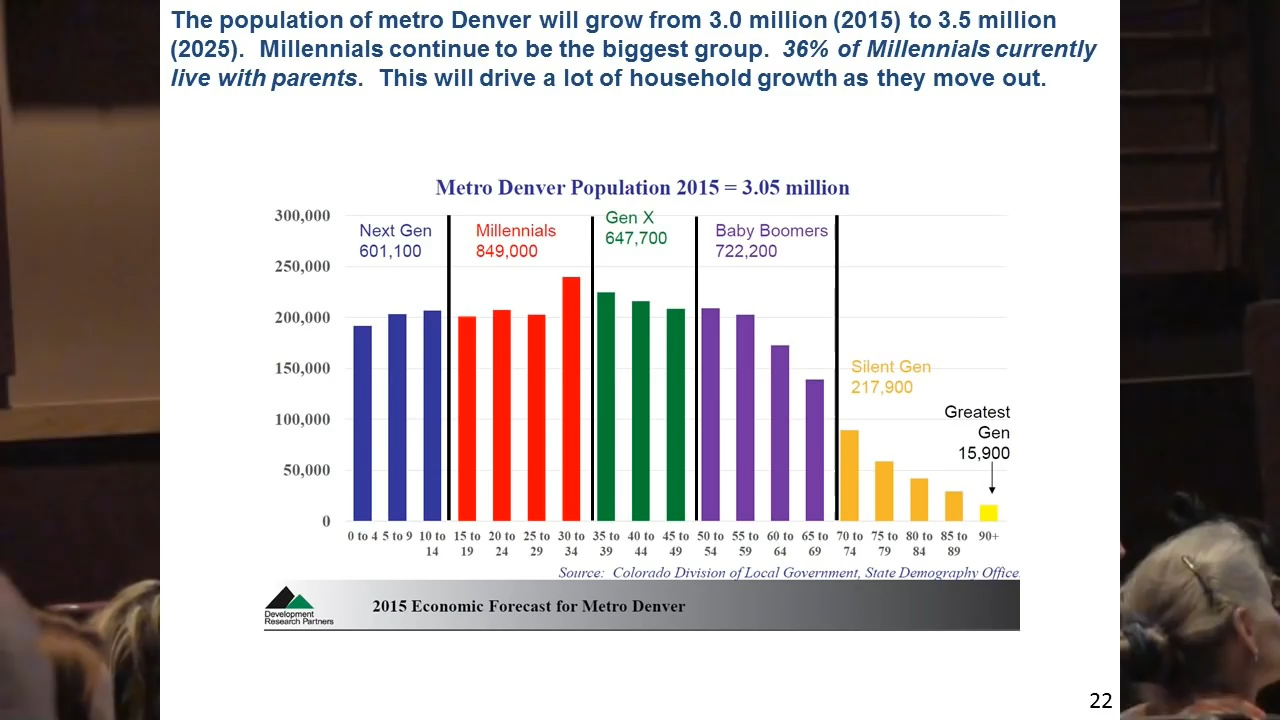 The population of metro Denver will grow from 3.0 million (2015) to 3.5 million
(2025). Millennials continue to be the biggest group. 36% of Millennials currently
live with parents. This will drive a lot of household growth as they move out.
Metro Denver Population 2015 = 3.05 million
300,000
250,000
200,000
150,000
100,000
50,000
0
Next Gen
601,100
Millennials
849,000
Gen X
647,700
Baby Boomers
722,200
Silent Gen
217,900
Greatest
Gen
15,900
0 to 4 5 to 9 10 to 15 to 20 to 25 to 30 to 35 to 40 to 45 to 50 to 55 to 60 to 65 to 70 to 75 to 80 to 85 to 90+
14 19 24 29 34 39 44 49 54 59 64 69 74 79 84 89
Source: Colorado Division of Local Government, State Demography Office
Development
Research Partners
2015 Economic Forecast for Metro Denver
22